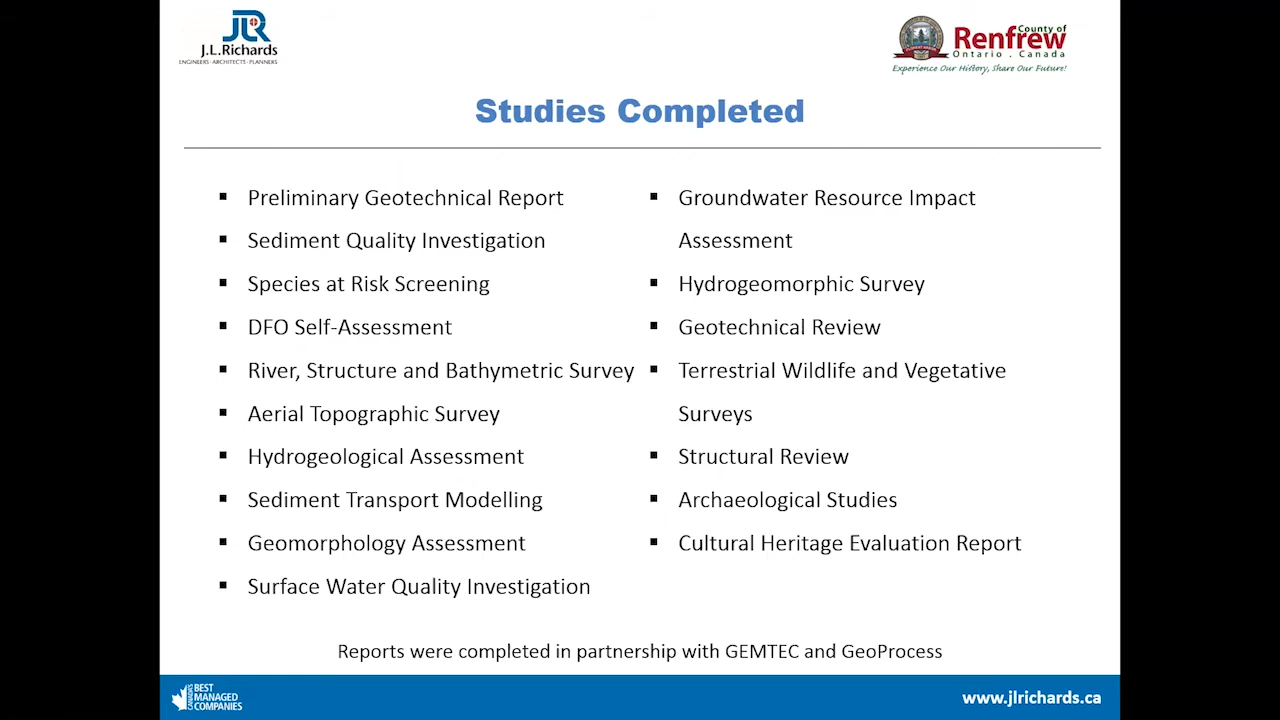 JLR
J.L.Richards
ENGINEERS · ARCHITECTS · PLANNERS
County of
Renfrew
Ontario . Canada
Experience Our History, Share Our Future!
Studies Completed
▪ Preliminary Geotechnical Report
▪ Sediment Quality Investigation
▪ Species at Risk Screening
▪ DFO Self-Assessment
▪ River, Structure and Bathymetric Survey
▪ Aerial Topographic Survey
▪ Hydrogeological Assessment
▪ Sediment Transport Modelling
▪ Geomorphology Assessment
▪ Surface Water Quality Investigation
▪ Groundwater Resource Impact
Assessment
▪ Hydrogeomorphic Survey
▪ Geotechnical Review
▪ Terrestrial Wildlife and Vegetative
Surveys
▪ Structural Review
▪ Archaeological Studies
▪ Cultural Heritage Evaluation Report
Reports were completed in partnership with GEMTEC and GeoProcess
CANADA'S
BEST
MANAGED
COMPANIES
www.jlrichards.ca